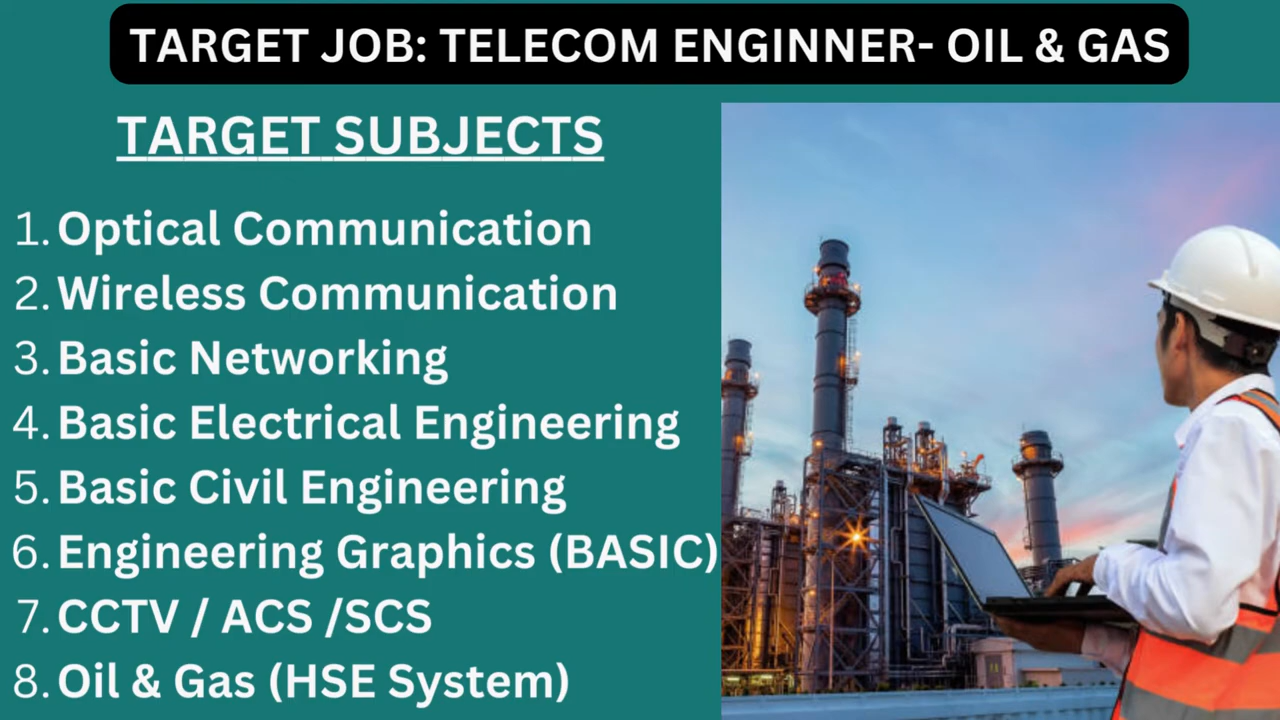 TARGET JOB: TELECOM ENGINNER- OIL & GAS
TARGET SUBJECTS
1. Optical Communication
2. Wireless Communication
3. Basic Networking
4. Basic Electrical Engineering
5. Basic Civil Engineering
6. Engineering Graphics (BASIC)
7. CCTV / ACS /SCS
8. Oil & Gas (HSE System)